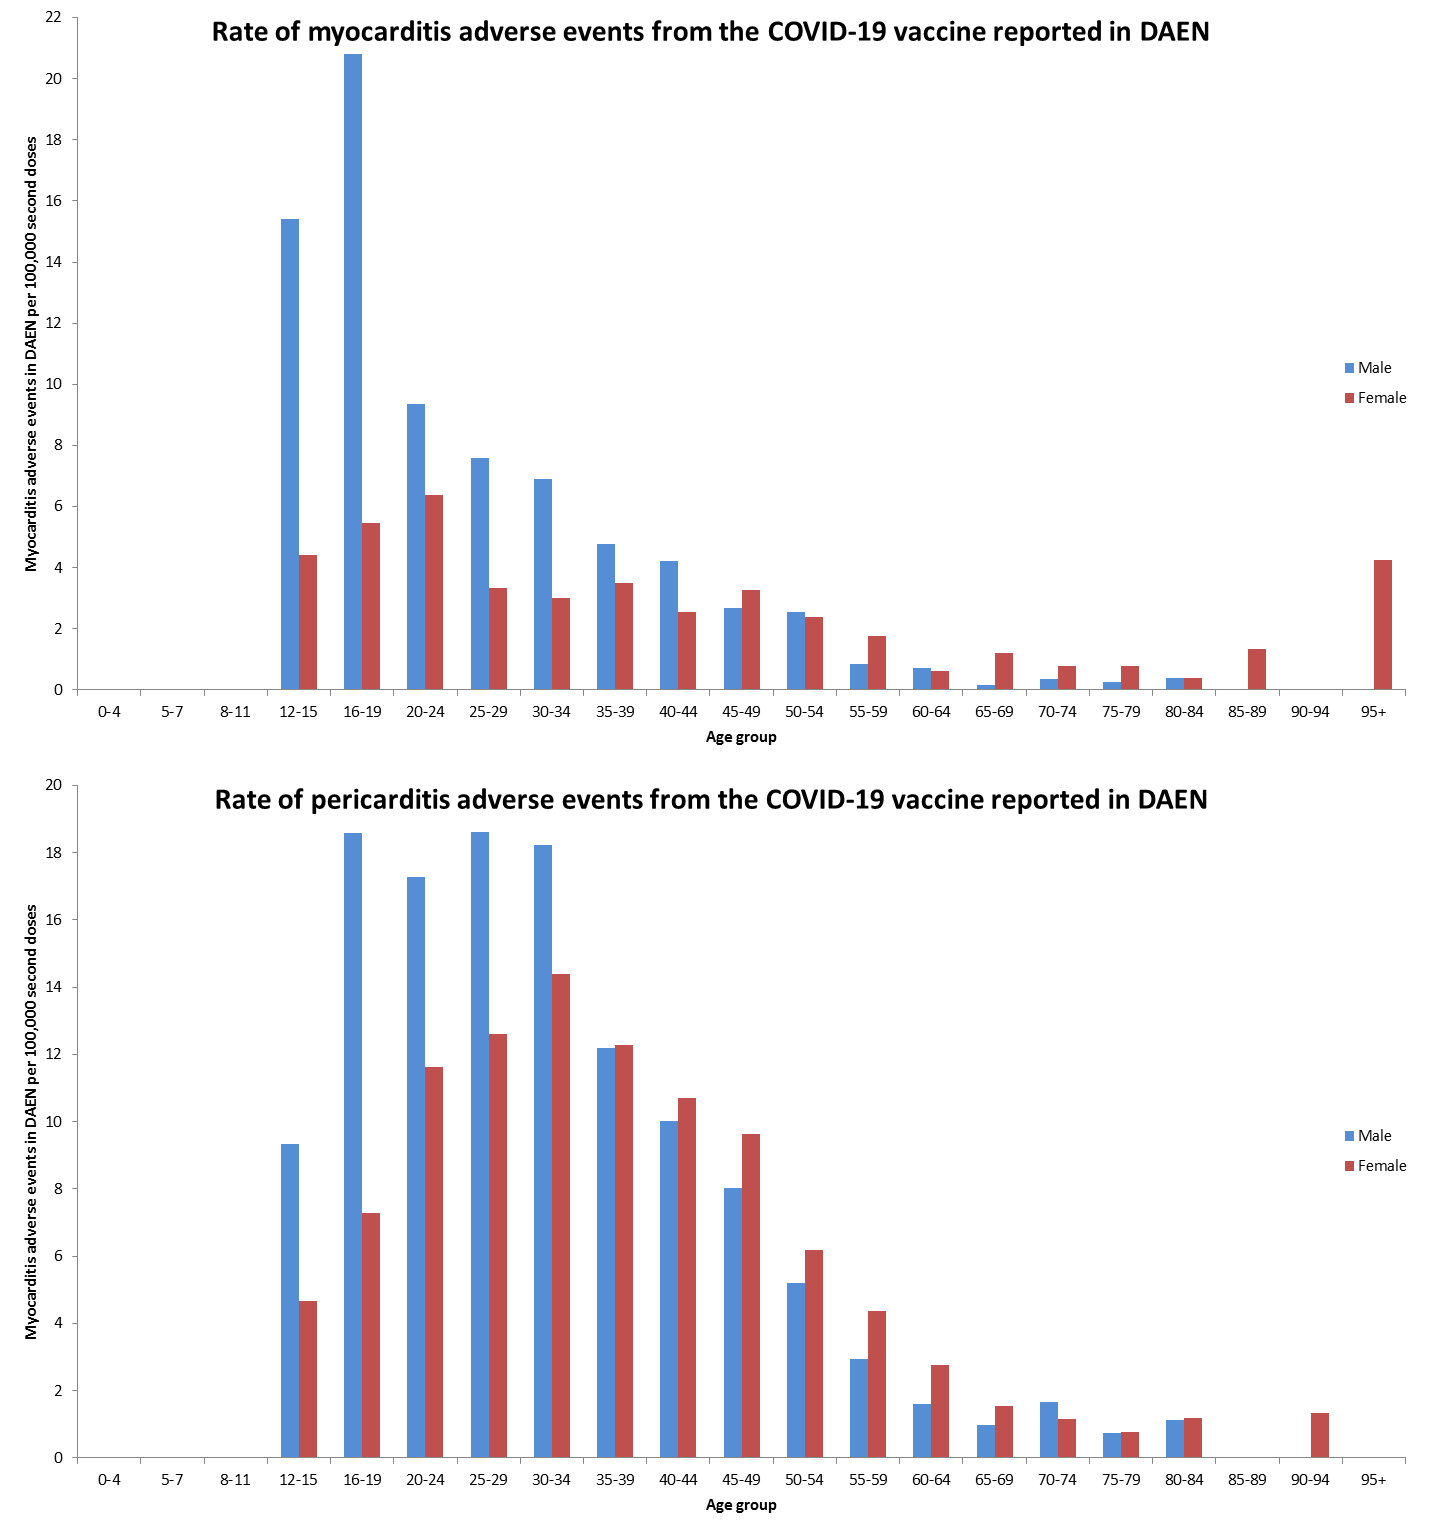 Rate of myocarditis adverse events from the COVID-19 vaccine reported in DAEN
Myocarditis adverse events in DAEN per 100,000 second doses
22
20
18
16
14
12
10
8
6
4
2
0
Male
Female
0-4 5-7 8-11 12-15 16-19 20-24 25-29 30-34 35-39 40-44 45-49 50-54 55-59 60-64 65-69 70-74 75-79 80-84 85-89 90-94 95+
Age group
Rate of pericarditis adverse events from the COVID-19 vaccine reported in DAEN
Myocarditis adverse events in DAEN per 100,000 second doses
20
18
16
14
12
10
8
6
4
2
0
Male
Female
0-4 5-7 8-11 12-15 16-19 20-24 25-29 30-34 35-39 40-44 45-49 50-54 55-59 60-64 65-69 70-74 75-79 80-84 85-89 90-94 95+
Age group